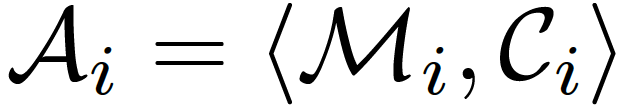 𝒜ᵢ = ⟨ℳᵢ, 𝒞ᵢ⟩